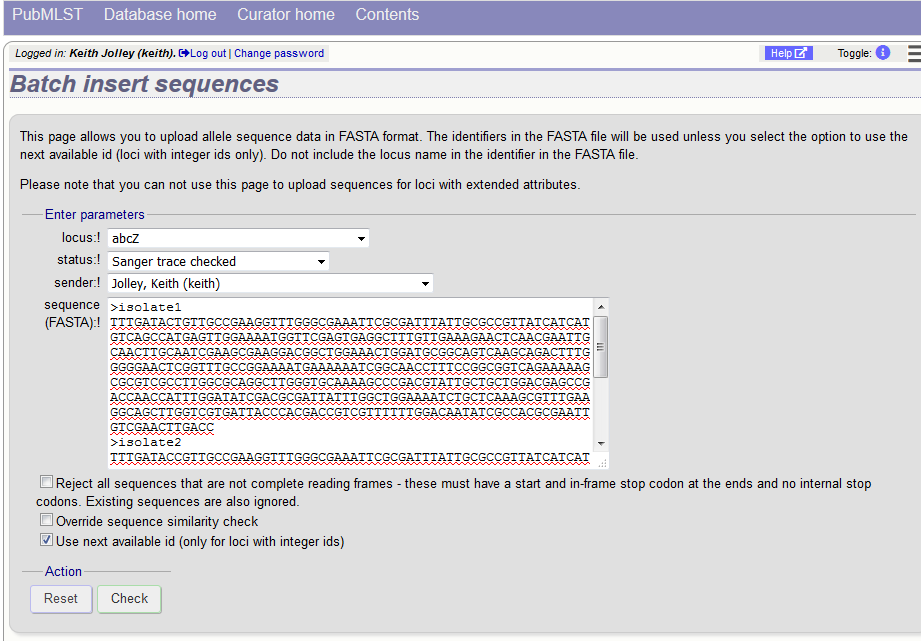 PubMLST Database home Curator home Contents
Logged in: Keith Jolley (keith). Log out | Change password Help Toggle: i
Batch insert sequences
This page allows you to upload allele sequence data in FASTA format. The identifiers in the FASTA file will be used unless you select the option to use the
next available id (loci with integer ids only). Do not include the locus name in the identifier in the FASTA file.
Please note that you can not use this page to upload sequences for loci with extended attributes.
Enter parameters
locus:! abcZ
status:! Sanger trace checked
sender:! Jolley, Keith (keith)
sequence
(FASTA):!
>isolate1
TTTGATACTGTTGCCGAAGGTTTGGGCGAAATTCGCGATTTATTGCGCCGTTATCATCAT
GTCAGCCATGAGTTGGAAAATGGTTCGAGTGAGGCTTTGTTGAAAGAACTCAACGAATTG
CAACTTGCAATCGAAGCGAAGGACGGCTGGAAACTGGATGCGGCAGTCAAGCAGACTTTG
GGGGAACTCGGTTTGCCGGAAAATGAAAAAATCGGCAACCTTTCCGGCGGTCAGAAAAAG
CGCGTCGCCTTGGCGCAGGCTTGGGTGCAAAAGCCCGACGTATTGCTGCTGGACGAGCCG
ACCAACCATTTGGATATCGACGCGATTATTTGGCTGGAAAATCTGCTCAAAGCGTTTGAA
GGCAGCTTGGTCGTGATTACCCACGACCGTCGTTTTTTGGACAATATCGCCACGCGAATT
GTCGAACTTGACC
>isolate2
TTTGATACCGTTGCCGAAGGTTTGGGCGAAATTCGCGATTTATTGCGCCGTTATCATCAT
Reject all sequences that are not complete reading frames - these must have a start and in-frame stop codon at the ends and no internal stop
codons. Existing sequences are also ignored.
Override sequence similarity check
Use next available id (only for loci with integer ids)
Action
Reset Check